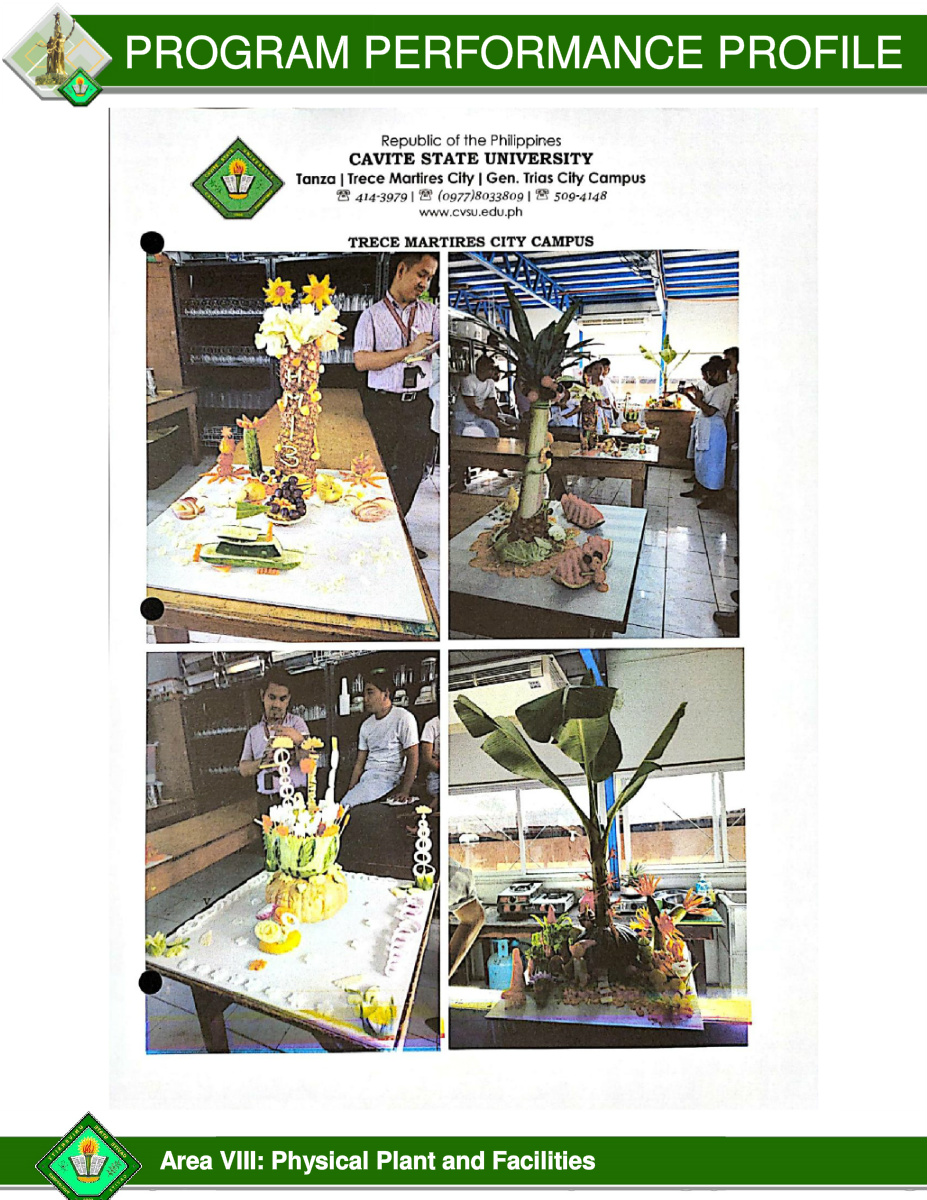 PROGRAM PERFORMANCE PROFILE
Republic of the Philippines
CAVITE STATE UNIVERSITY
Tanza | Trece Martires City | Gen. Trias City Campus
☏ 414-3979 | ☏ (0977)8033809 | ☏ 509-4148
www.cvsu.edu.ph
TRECE MARTIRES CITY CAMPUS
H
1
3
Area VIII: Physical Plant and Facilities